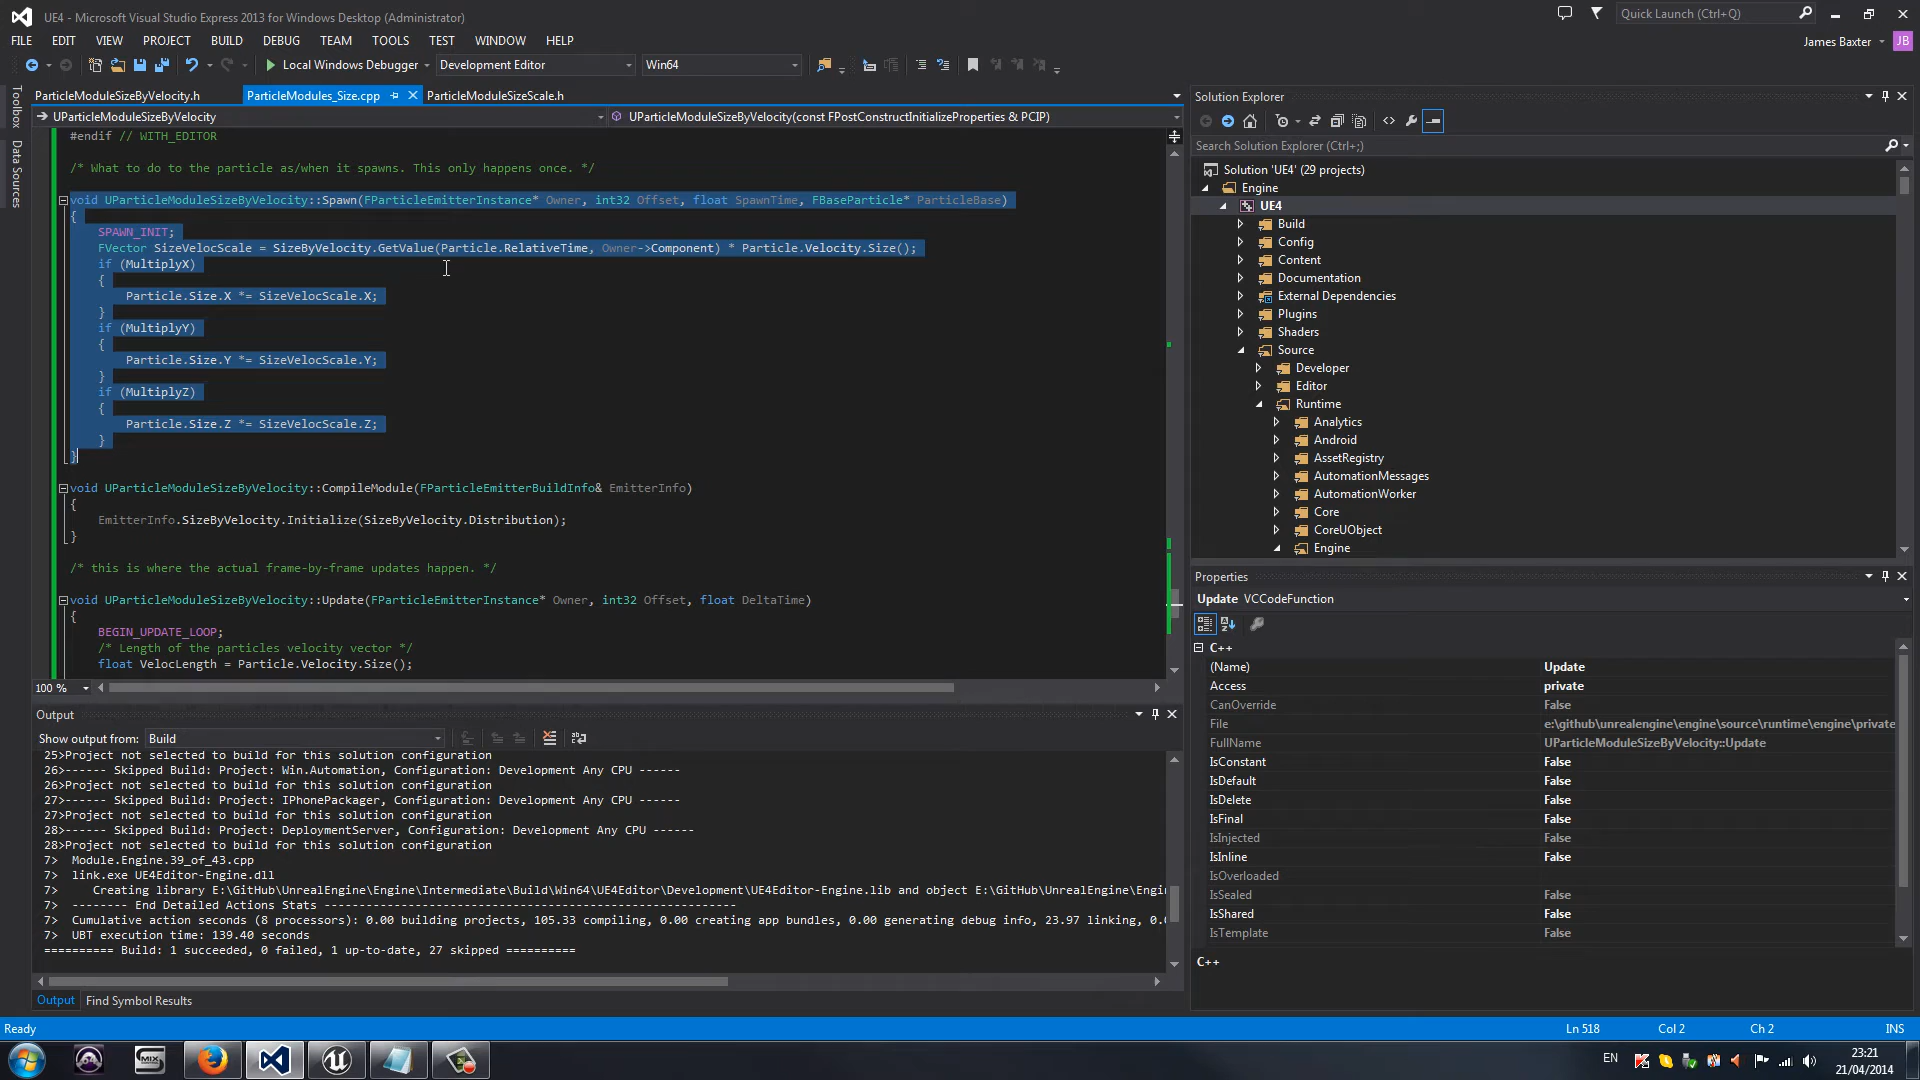 UE4 - Microsoft Visual Studio Express 2013 for Windows Desktop (Administrator)
Quick Launch (Ctrl+Q)
FILE EDIT VIEW PROJECT BUILD DEBUG TEAM TOOLS TEST WINDOW HELP
James Baxter JB
Local Windows Debugger Development Editor Win64
Toolbox
Data Sources
ParticleModuleSizeByVelocity.h ParticleModules_Size.cpp ParticleModuleSizeScale.h
UParticleModuleSizeByVelocity UParticleModuleSizeByVelocity(const FPostConstructInitializeProperties & PCIP)
#endif // WITH_EDITOR
/* What to do to the particle as/when it spawns. This only happens once. */
void UParticleModuleSizeByVelocity::Spawn(FParticleEmitterInstance* Owner, int32 Offset, float SpawnTime, FBaseParticle* ParticleBase)
{
SPAWN_INIT;
FVector SizeVelocScale = SizeByVelocity.GetValue(Particle.RelativeTime, Owner->Component) * Particle.Velocity.Size();
if (MultiplyX)
{
Particle.Size.X *= SizeVelocScale.X;
}
if (MultiplyY)
{
Particle.Size.Y *= SizeVelocScale.Y;
}
if (MultiplyZ)
{
Particle.Size.Z *= SizeVelocScale.Z;
}
}
void UParticleModuleSizeByVelocity::CompileModule(FParticleEmitterBuildInfo& EmitterInfo)
{
EmitterInfo.SizeByVelocity.Initialize(SizeByVelocity.Distribution);
}
/* this is where the actual frame-by-frame updates happen. */
void UParticleModuleSizeByVelocity::Update(FParticleEmitterInstance* Owner, int32 Offset, float DeltaTime)
{
BEGIN_UPDATE_LOOP;
/* Length of the particles velocity vector */
float VelocLength = Particle.Velocity.Size();
100 %
Output
Show output from: Build
25>Project not selected to build for this solution configuration
26>------ Skipped Build: Project: Win.Automation, Configuration: Development Any CPU ------
26>Project not selected to build for this solution configuration
27>------ Skipped Build: Project: IPhonePackager, Configuration: Development Any CPU ------
27>Project not selected to build for this solution configuration
28>------ Skipped Build: Project: DeploymentServer, Configuration: Development Any CPU ------
28>Project not selected to build for this solution configuration
7> Module.Engine.39_of_43.cpp
7> link.exe UE4Editor-Engine.dll
7> Creating library E:\GitHub\UnrealEngine\Engine\Intermediate\Build\Win64\UE4Editor\Development\UE4Editor-Engine.lib and object E:\GitHub\UnrealEngine\Engi
7> -------- End Detailed Actions Stats -----------------------------------------------------------
7> Cumulative action seconds (8 processors): 0.00 building projects, 105.33 compiling, 0.00 creating app bundles, 0.00 generating debug info, 23.97 linking, 0.
7> UBT execution time: 139.40 seconds
========== Build: 1 succeeded, 0 failed, 1 up-to-date, 27 skipped ==========
Output Find Symbol Results
Solution Explorer
Search Solution Explorer (Ctrl+;)
Solution 'UE4' (29 projects)
Engine
UE4
Build
Config
Content
Documentation
External Dependencies
Plugins
Shaders
Source
Developer
Editor
Runtime
Analytics
Android
AssetRegistry
AutomationMessages
AutomationWorker
Core
CoreUObject
Engine
Properties
Update VCCodeFunction
C++
(Name) Update
Access private
CanOverride False
File e:\github\unrealengine\engine\source\runtime\engine\private
FullName UParticleModuleSizeByVelocity::Update
IsConstant False
IsDefault False
IsDelete False
IsFinal False
IsInjected False
IsInline False
IsOverloaded
IsSealed False
IsShared False
IsTemplate False
C++
Ready Ln 518 Col 2 Ch 2 INS
64
MIX
EN
23:21
21/04/2014